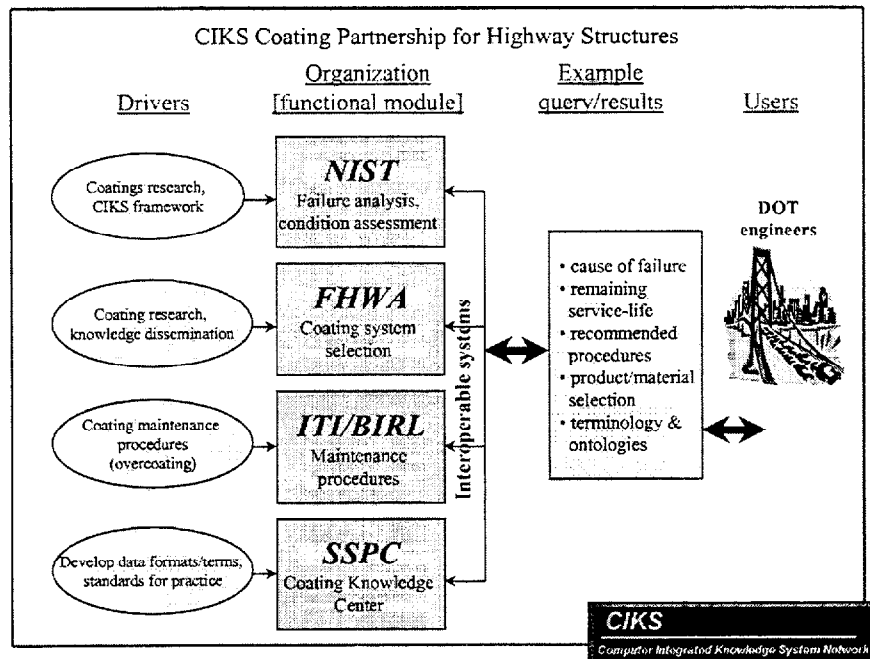 CIKS Coating Partnership for Highway Structures
Drivers
Organization
[functional module]
Example
query/results
Users
Coatings research,
CIKS framework
NIST
Failure analysis,
condition assessment
Coating research,
knowledge dissemination
FHWA
Coating system
selection
Coating maintenance
procedures
(overcoating)
ITI/BIRL
Maintenance
procedures
Develop data formats/terms,
standards for practice
SSPC
Coating Knowledge
Center
Interoperable systems
• cause of failure
• remaining
service-life
• recommended
procedures
• product/material
selection
• terminology &
ontologies
DOT
engineers
CIKS
Computer Integrated Knowledge System Network